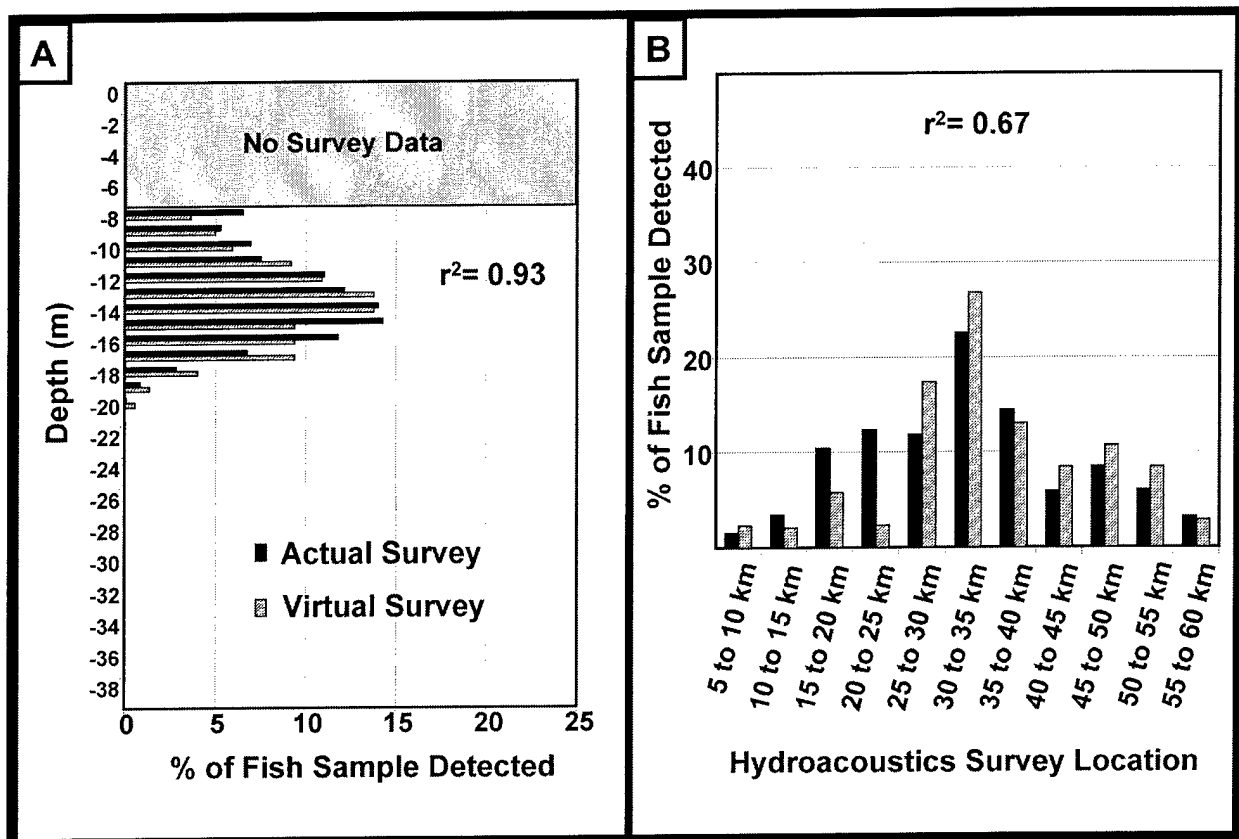 A
0
-2
-4
-6
-8
-10
-12
-14
-16
-18
-20
-22
-24
-26
-28
-30
-32
-34
-36
-38
Depth (m)
No Survey Data
r²= 0.93
Actual Survey
Virtual Survey
0 5 10 15 20 25
% of Fish Sample Detected
B
r²= 0.67
40
30
20
10
% of Fish Sample Detected
5 to 10 km
10 to 15 km
15 to 20 km
20 to 25 km
25 to 30 km
30 to 35 km
35 to 40 km
40 to 45 km
45 to 50 km
50 to 55 km
55 to 60 km
Hydroacoustics Survey Location